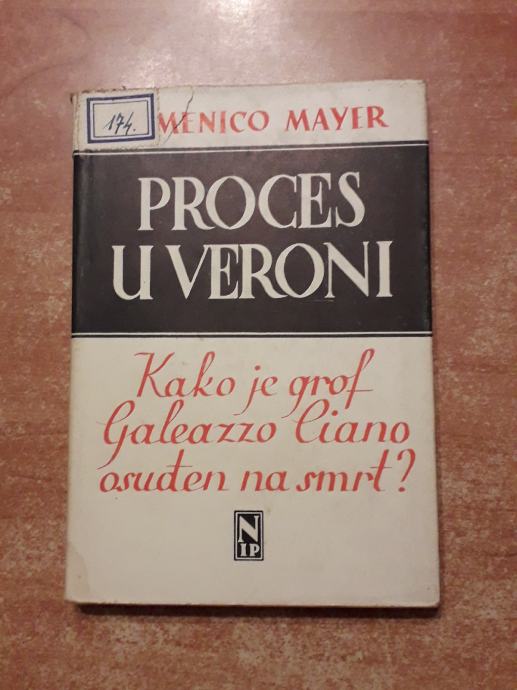 174.
MENICO MAYER
PROCES
U VERONI
Kako je grof
Galeazzo Ciano
osuđen na smrt?
NIP